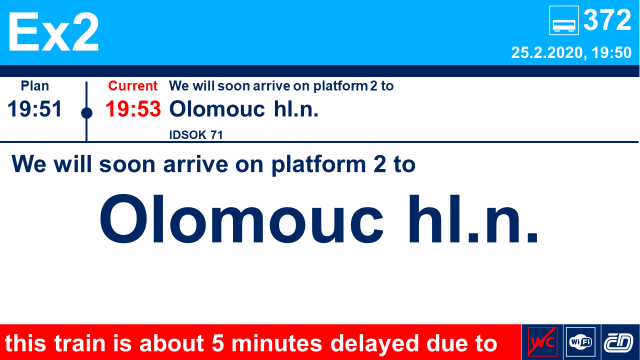 Ex2
372
25.2.2020, 19:50
Plan
Current
We will soon arrive on platform 2 to
19:51
19:53
Olomouc hl.n.
IDSOK 71
We will soon arrive on platform 2 to
Olomouc hl.n.
this train is about 5 minutes delayed due to
WC
WiFi
ČD